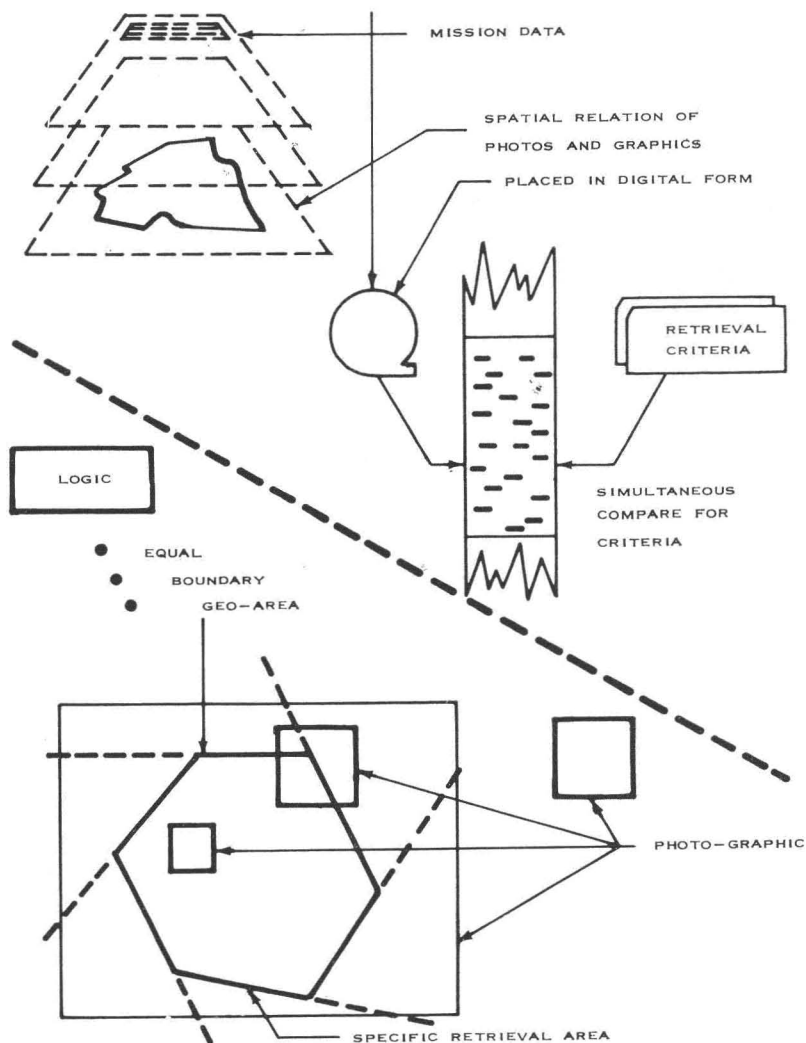 MISSION DATA
SPATIAL RELATION OF
PHOTOS AND GRAPHICS
PLACED IN DIGITAL FORM
RETRIEVAL
CRITERIA
LOGIC
SIMULTANEOUS
COMPARE FOR
CRITERIA
EQUAL
BOUNDARY
GEO-AREA
PHOTO-GRAPHIC
SPECIFIC RETRIEVAL AREA